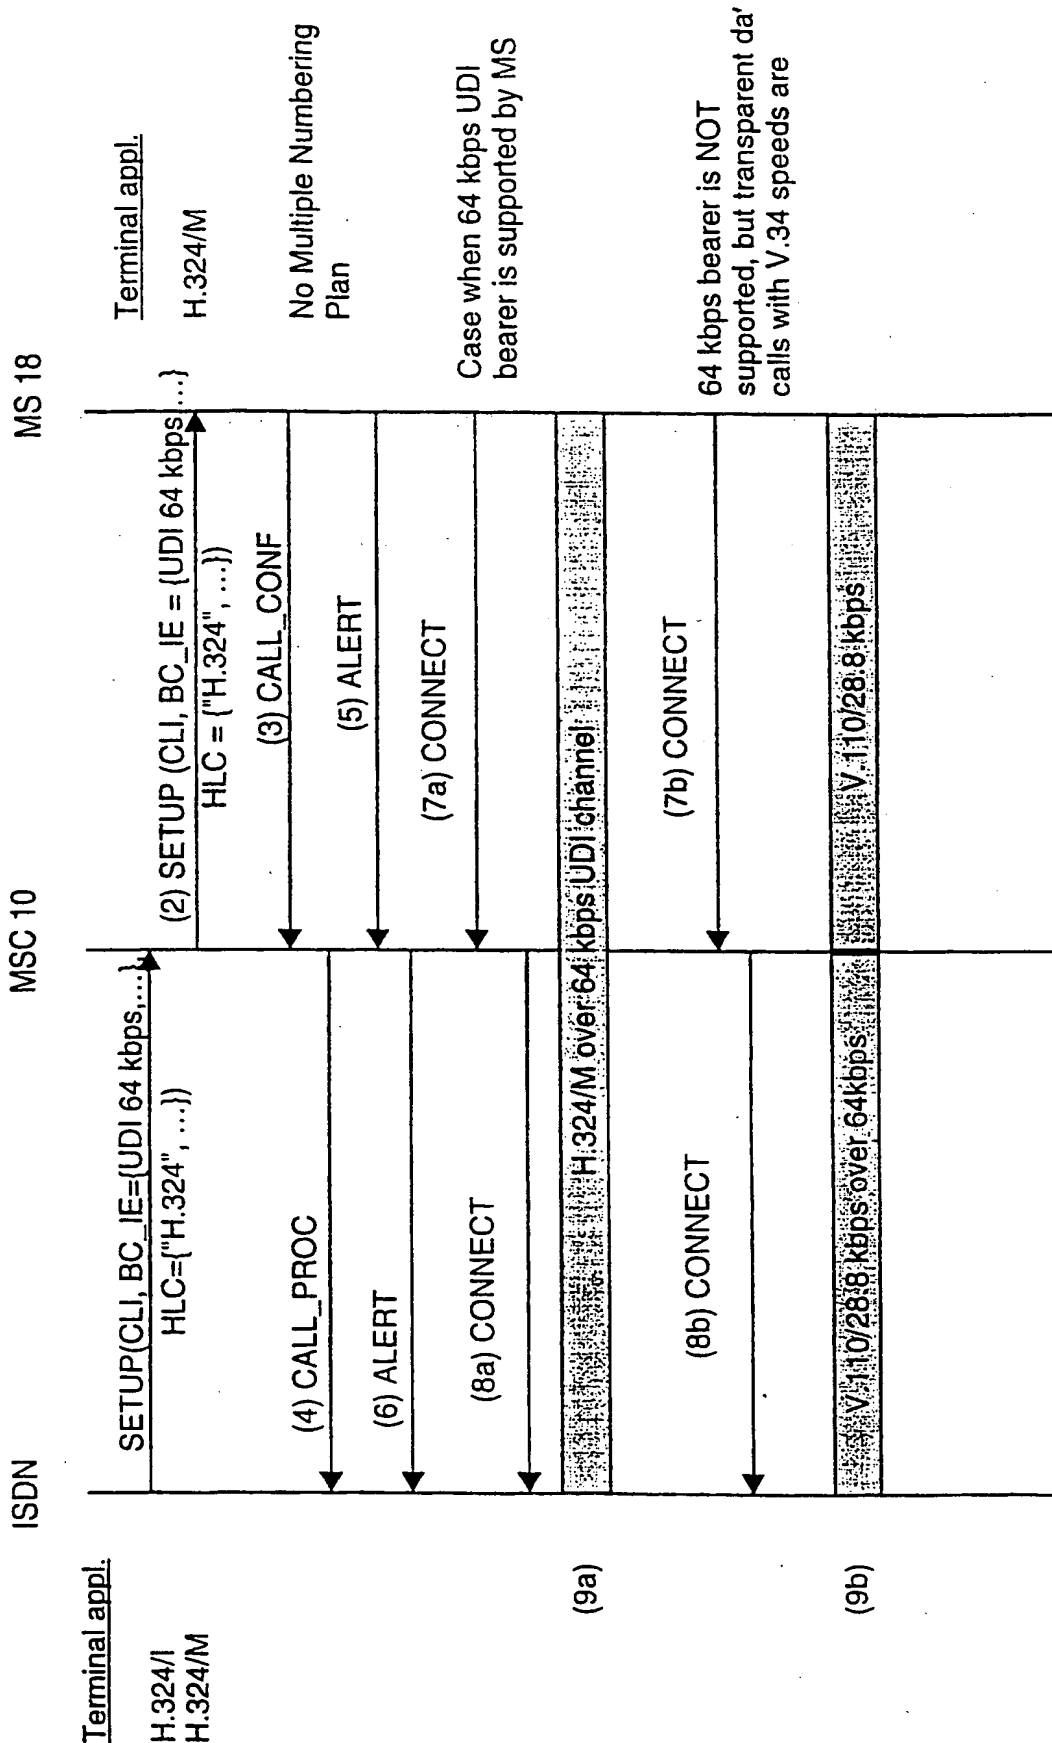 ISDN
MSC 10
MS 18
Terminal appl.
H.324/I
H.324/M
Terminal appl.
H.324/M
SETUP(CLI, BC_IE={UDI 64 kbps,...}
HLC={"H.324", ...})
(2) SETUP (CLI, BC_IE = {UDI 64 kbps,...}
HLC = {"H.324", ...})
(3) CALL_CONF
No Multiple Numbering
Plan
(4) CALL_PROC
(5) ALERT
(6) ALERT
(7a) CONNECT
Case when 64 kbps UDI
bearer is supported by MS
(8a) CONNECT
(9a)
H.324/M over 64 kbps UDI channel
(7b) CONNECT
64 kbps bearer is NOT
supported, but transparent da'
calls with V.34 speeds are
(8b) CONNECT
(9b)
V.110/28.8 kbps over 64kbps
V.110/28.8 kbps